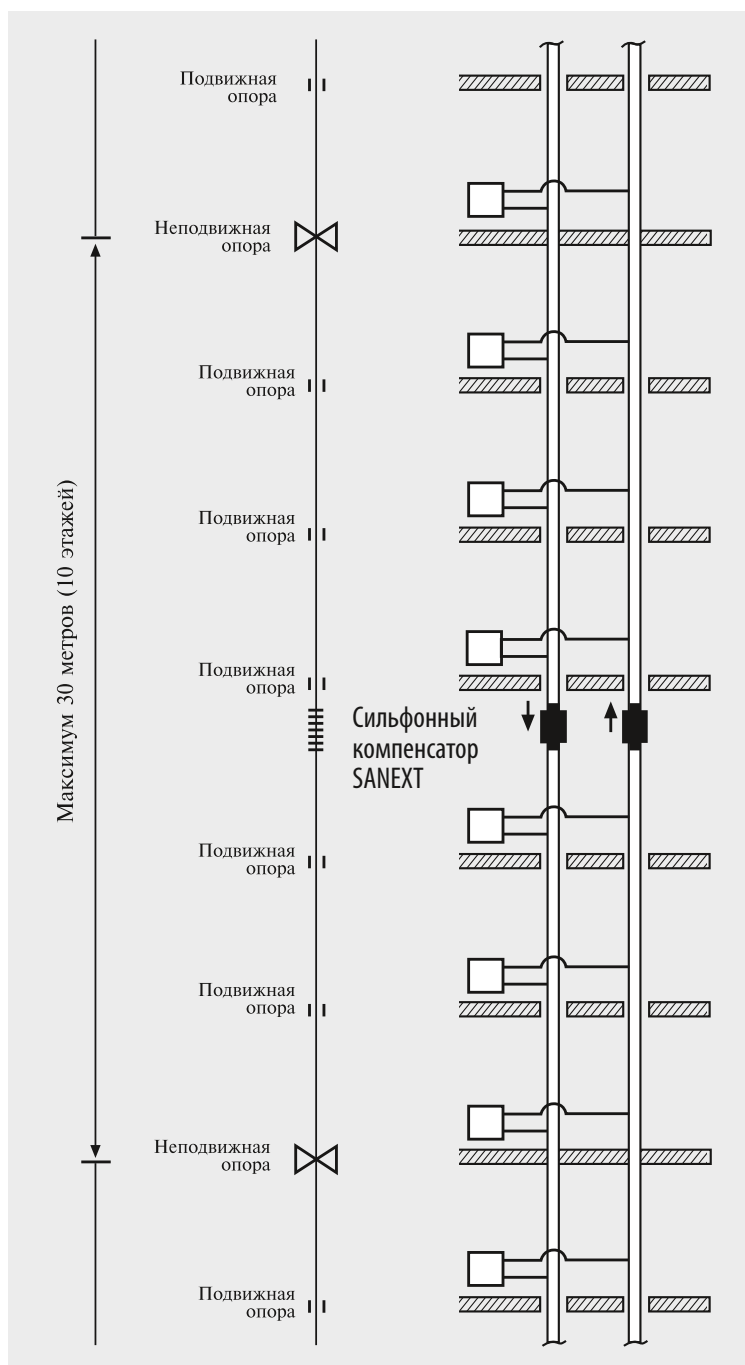 Подвижная
опора
Неподвижная
опора
Подвижная
опора
Подвижная
опора
Максимум 30 метров (10 этажей)
Подвижная
опора
Сильфонный
компенсатор
SANEXT
Подвижная
опора
Подвижная
опора
Неподвижная
опора
Подвижная
опора